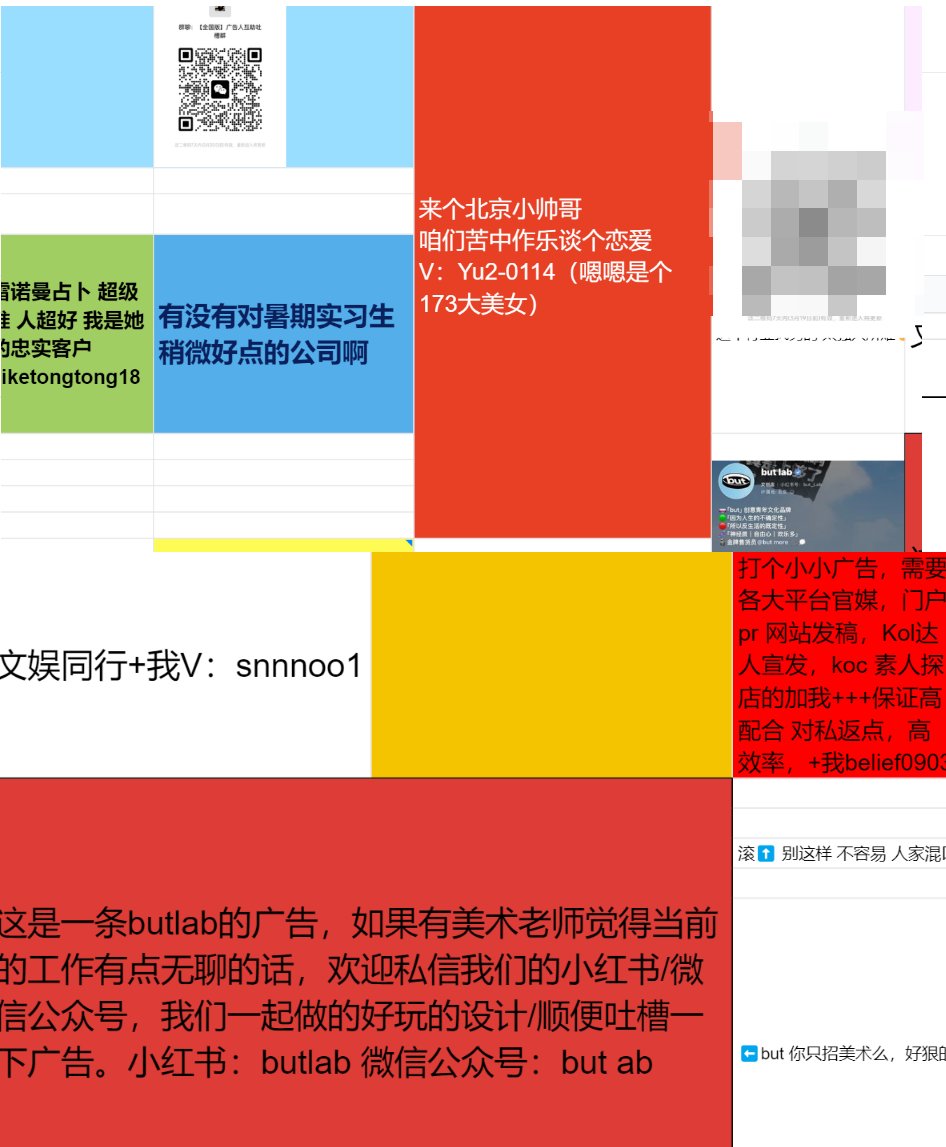 群聊：【全国版】广告人互助吐
槽群
来个北京小帅哥
咱们苦中作乐谈个恋爱
V：Yu2-0114（嗯嗯是个
173大美女）
诺曼占卜 超级
人超好 我是她
的忠实客户
iketongtong18
有没有对暑期实习生
稍微好点的公司啊
but
but lab
「but」创意青年文化品牌
「因为人生的不确定性」
「所以反生活的既定性」
「神经质｜自由心｜欢乐多」
金牌售货员@but more
文娱同行+我V：snnnoo1
打个小小广告，需要
各大平台官媒，门户
pr 网站发稿，Kol达
人宣发，koc 素人探
店的加我+++保证高
配合 对私返点，高
效率，+我belief0903
滚⬆️ 别这样 不容易 人家混
这是一条butlab的广告，如果有美术老师觉得当前
的工作有点无聊的话，欢迎私信我们的小红书/微
信公众号，我们一起做的好玩的设计/顺便吐槽一
下广告。小红书：butlab 微信公众号：but ab
⬅️but 你只招美术么，好狠的